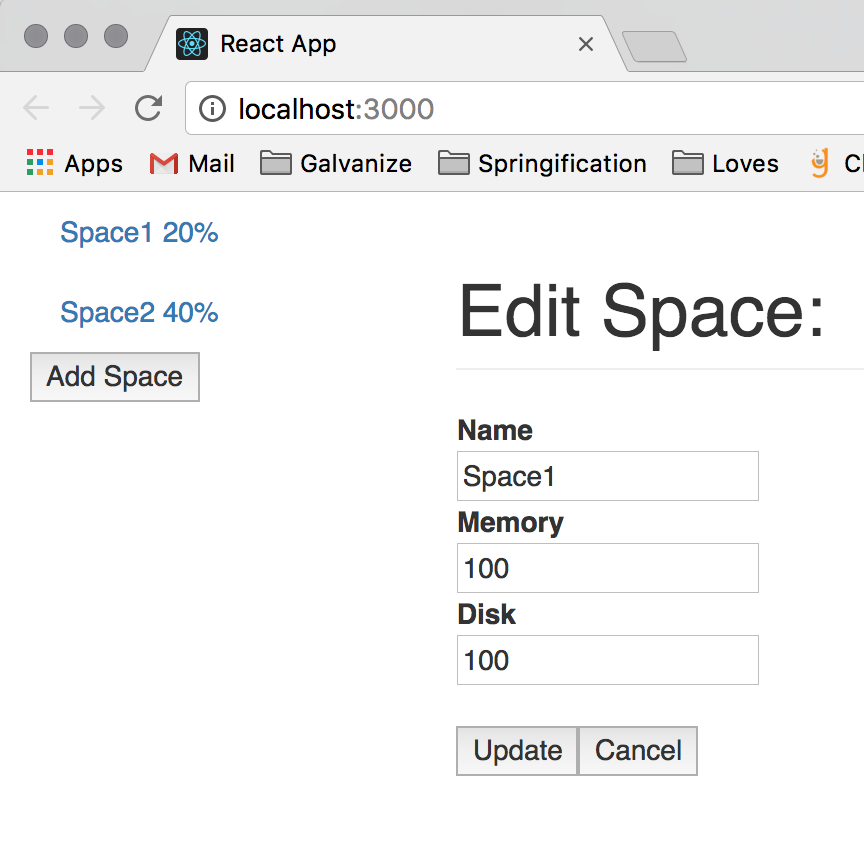 React App
localhost:3000
Apps Mail Galvanize Springification Loves
Space1 20%
Space2 40%
Add Space
Edit Space:
Name
Space1
Memory
100
Disk
100
Update Cancel